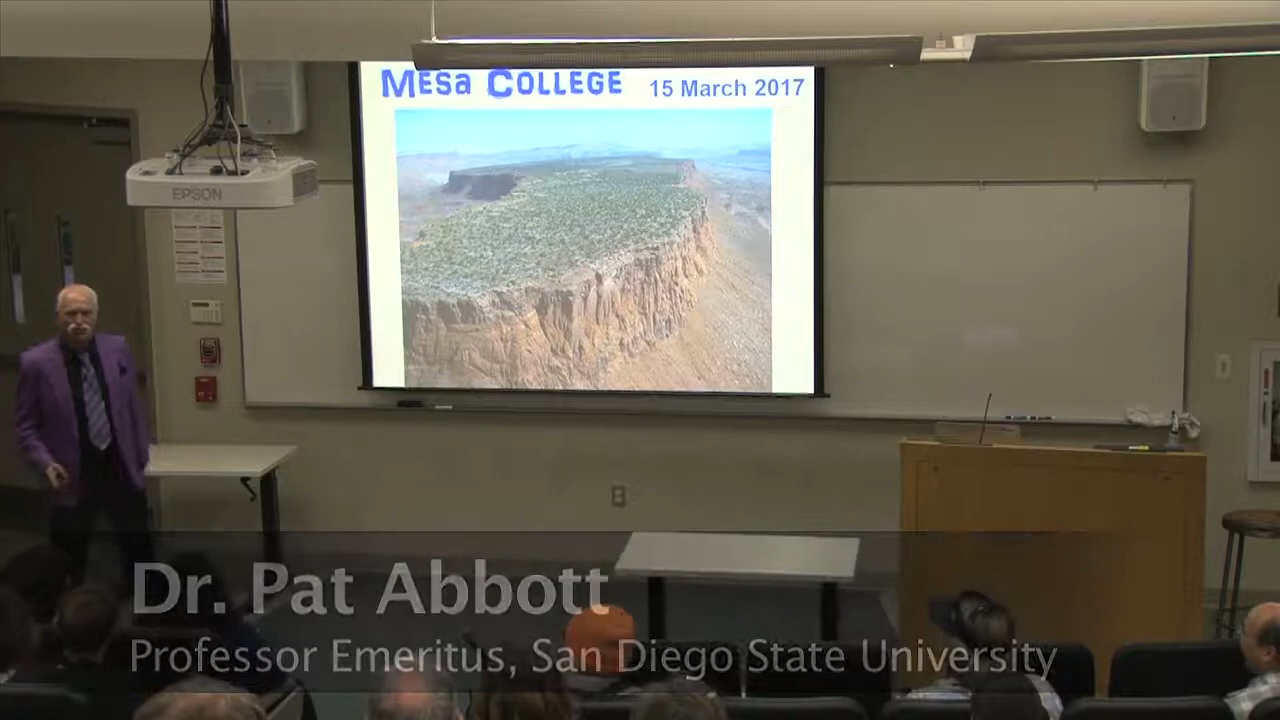 MESa COLLEGE 15 March 2017
EPSON
Dr. Pat Abbott
Professor Emeritus, San Diego State University